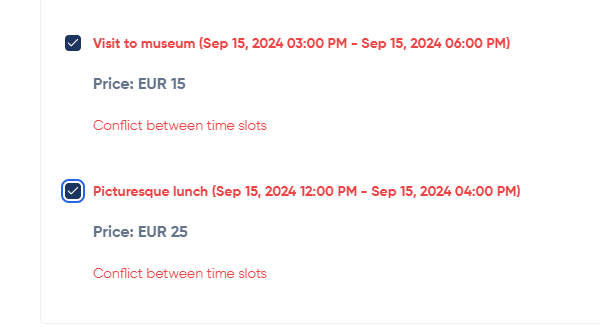 Visit to museum (Sep 15, 2024 03:00 PM - Sep 15, 2024 06:00 PM)
Price: EUR 15
Conflict between time slots
Picturesque lunch (Sep 15, 2024 12:00 PM - Sep 15, 2024 04:00 PM)
Price: EUR 25
Conflict between time slots